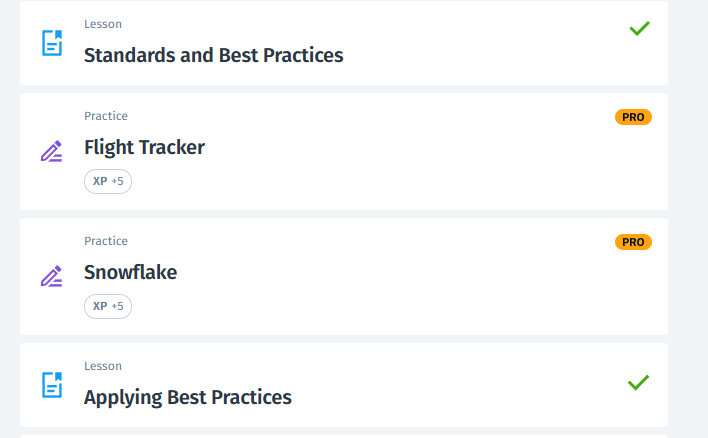 Lesson
Standards and Best Practices
Practice
PRO
Flight Tracker
XP +5
Practice
PRO
Snowflake
XP +5
Lesson
Applying Best Practices